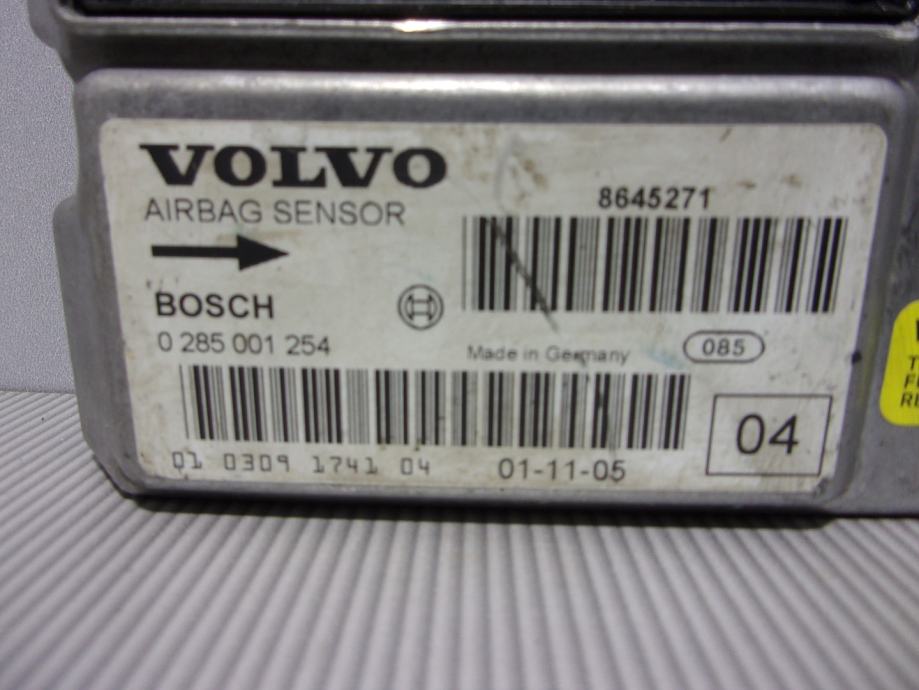 VOLVO
AIRBAG SENSOR
8645271
BOSCH
0 285 001 254
Made in Germany
085
04
01 0309 1741 04
01-11-05